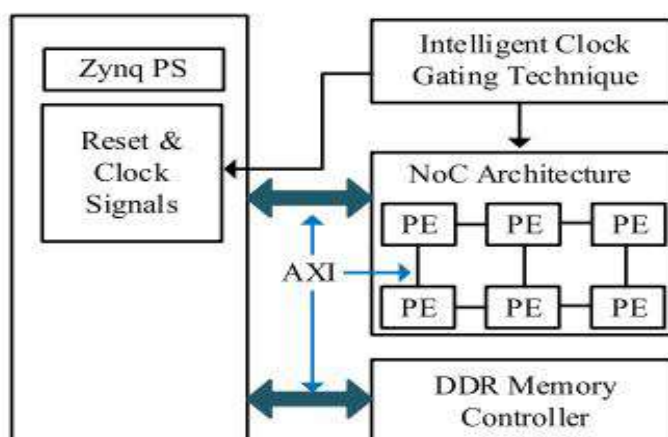 Zynq PS
Reset &
Clock
Signals
Intelligent Clock
Gating Technique
NoC Architecture
PE PE PE
PE PE PE
AXI
DDR Memory
Controller